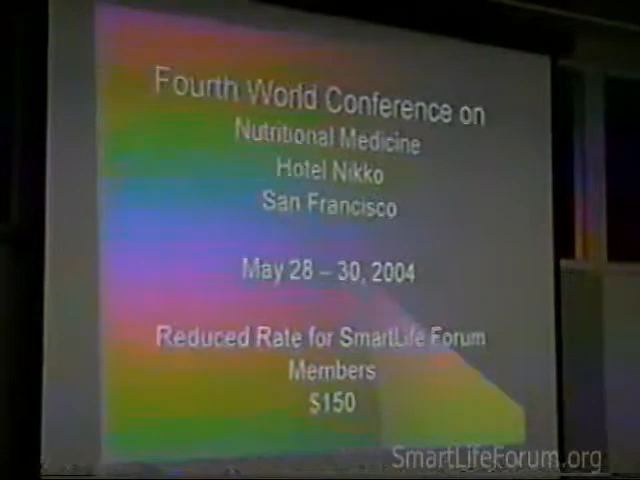 Fourth World Conference on
Nutritional Medicine
Hotel Nikko
San Francisco
May 28 – 30, 2004
Reduced Rate for SmartLife Forum
Members
$150
SmartLifeForum.org